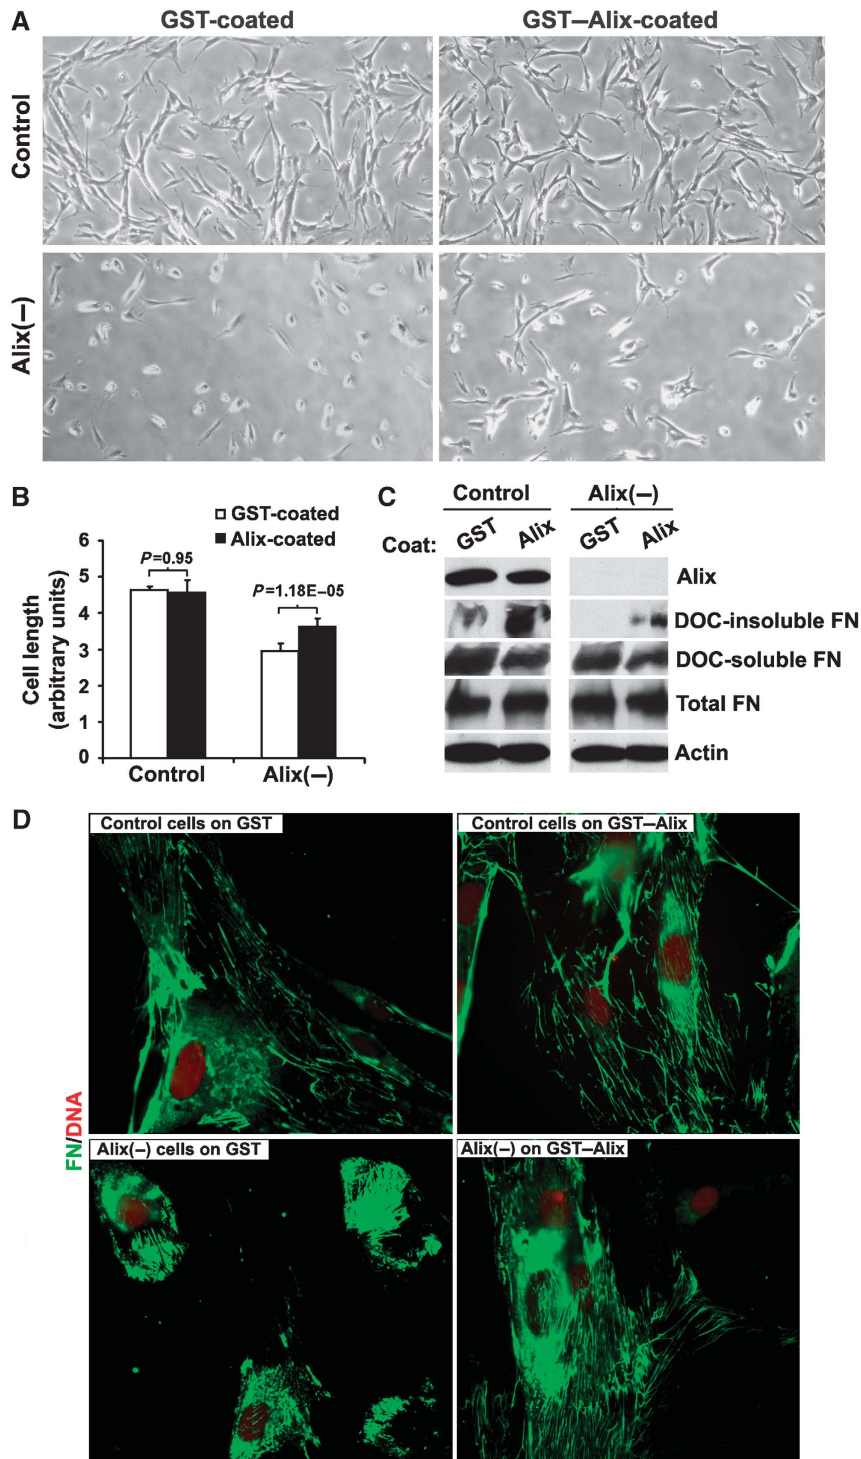 A
GST-coated
GST–Alix-coated
Control
Alix(–)
B
GST-coated
Alix-coated
Cell length
(arbitrary units)
6
5
4
3
2
1
0
P=0.95
P=1.18E–05
Control
Alix(–)
C
Control
Alix(–)
Coat:
GST
Alix
GST
Alix
Alix
DOC-insoluble FN
DOC-soluble FN
Total FN
Actin
D
FN/DNA
Control cells on GST
Control cells on GST–Alix
Alix(–) cells on GST
Alix(–) on GST–Alix